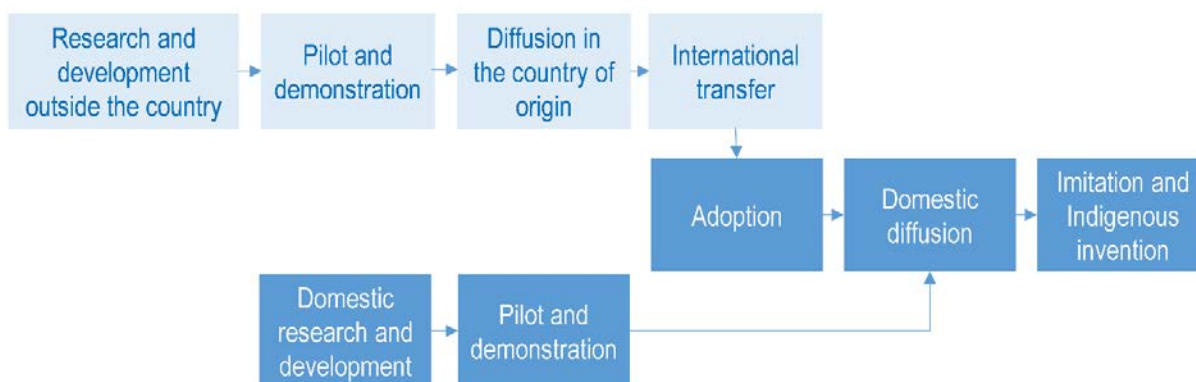 Research and
development
outside the country
Pilot and
demonstration
Diffusion in
the country of
origin
International
transfer
Adoption
Domestic
diffusion
Imitation and
Indigenous
invention
Domestic
research and
development
Pilot and
demonstration